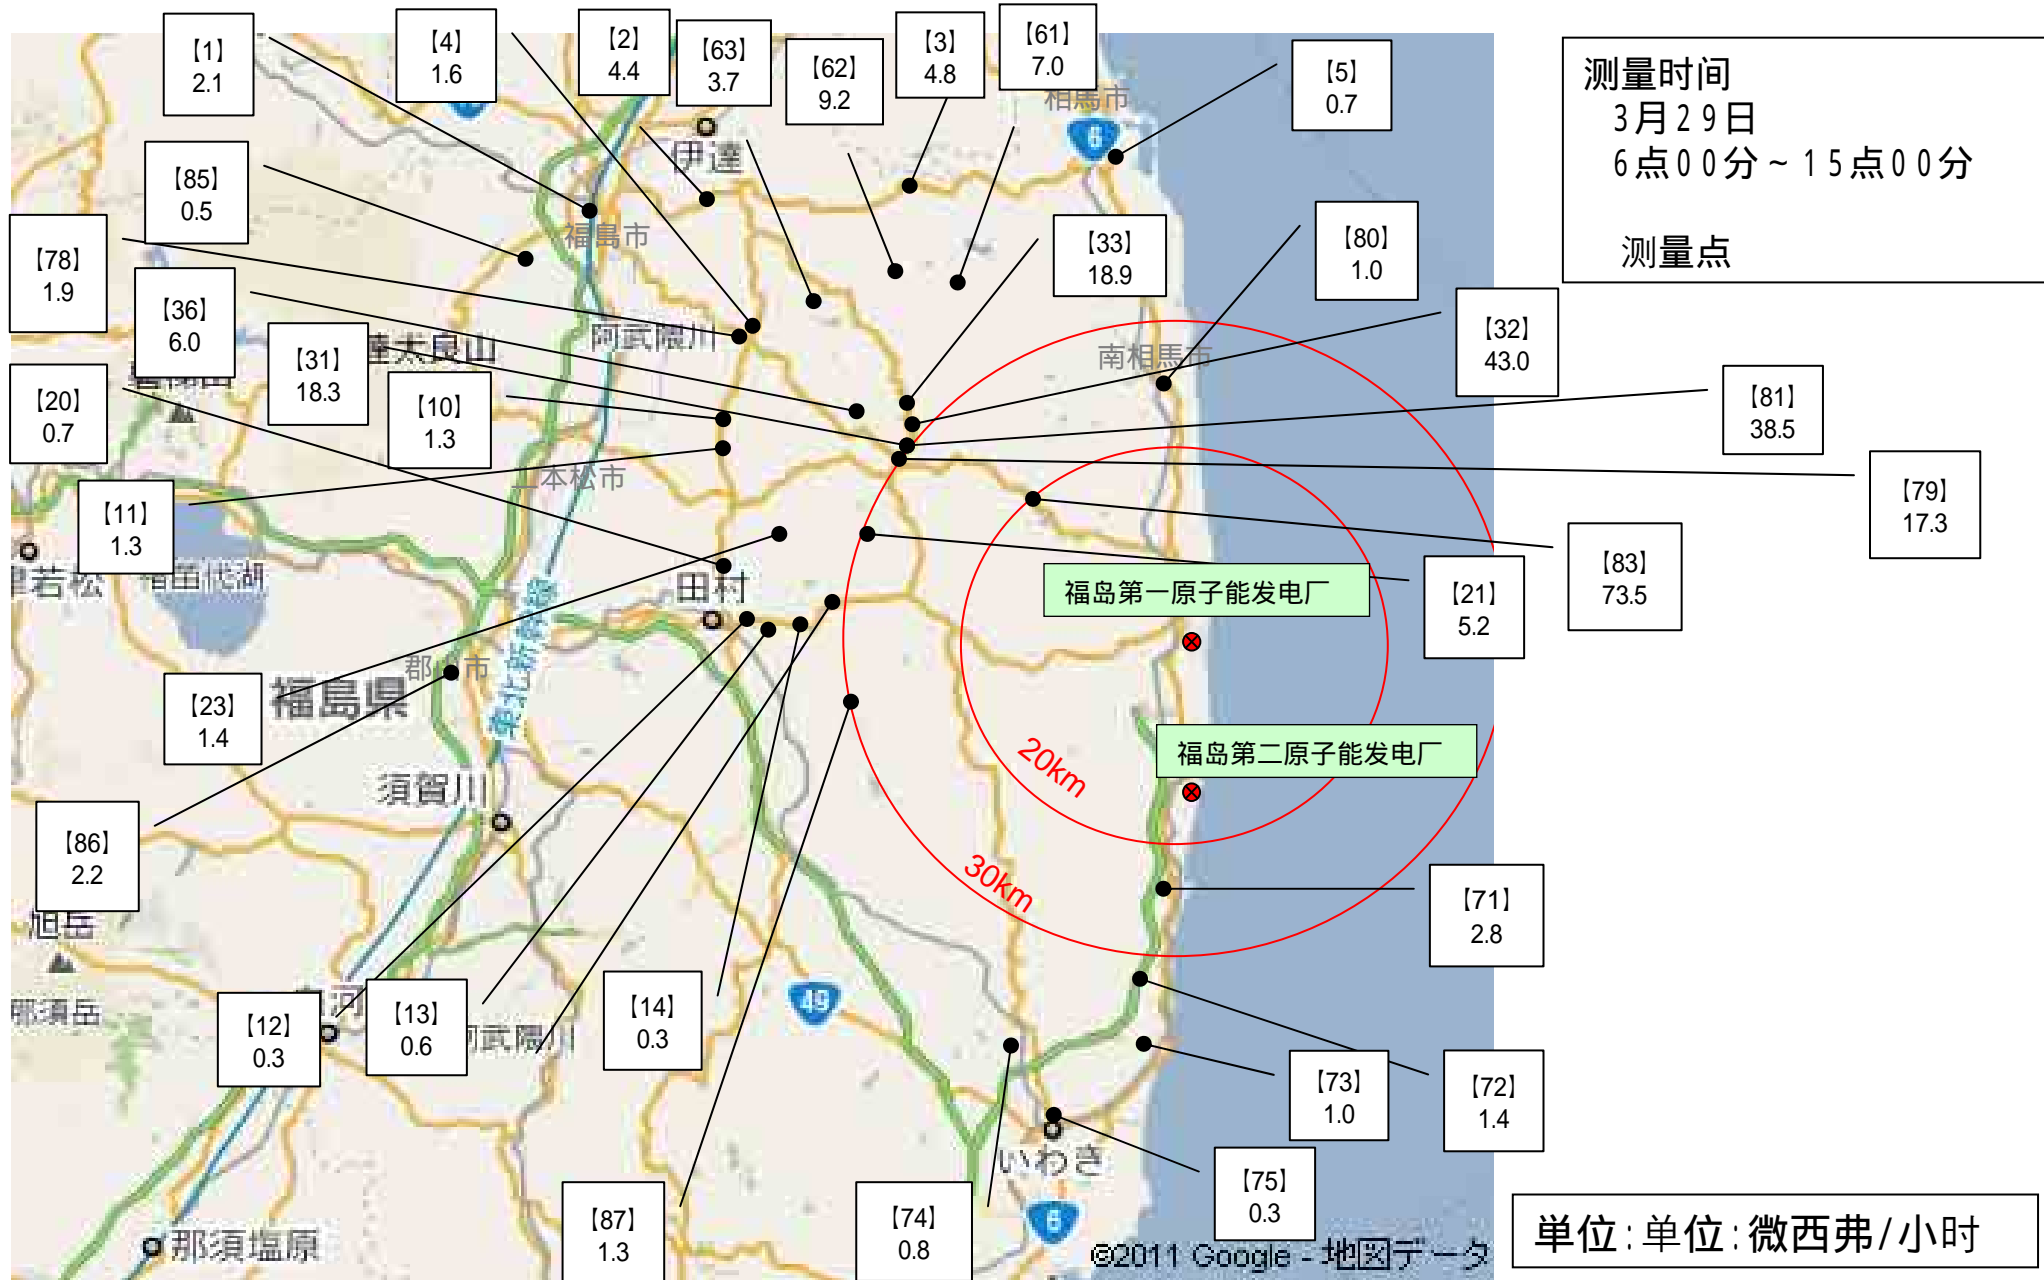 【1】
2.1
【4】
1.6
【2】
4.4
【63】
3.7
【62】
9.2
【3】
4.8
【61】
7.0
【5】
0.7
测量时间
3月29日
6点00分~15点00分
测量点
相馬市
6
伊達
【85】
0.5
福島市
【78】
1.9
【33】
18.9
【80】
1.0
【36】
6.0
【31】
18.3
達太良山
阿武隈川
南相馬市
【32】
43.0
【20】
0.7
【10】
1.3
【81】
38.5
【11】
1.3
二本松市
【79】
17.3
若松
猪苗代湖
田村
東北新幹線
福岛第一原子能发电厂
【21】
5.2
【83】
73.5
【23】
1.4
福島県
郡山市
20km
福岛第二原子能发电厂
須賀川
【86】
2.2
30km
旭岳
【71】
2.8
那須岳
【12】
0.3
河
【13】
0.6
阿武隈川
【14】
0.3
49
【73】
1.0
【72】
1.4
いわき
【87】
1.3
【74】
0.8
【75】
0.3
6
那須塩原
©2011 Google - 地図データ
単位:单位:微西弗/小时